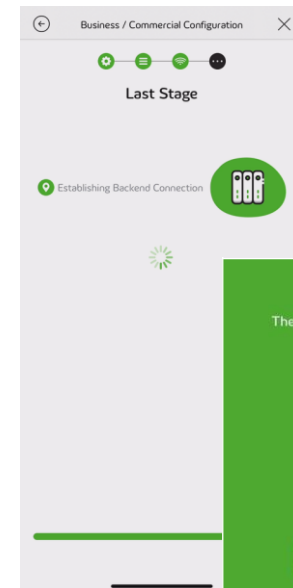 Business / Commercial Configuration
Last Stage
Establishing Backend Connection
The